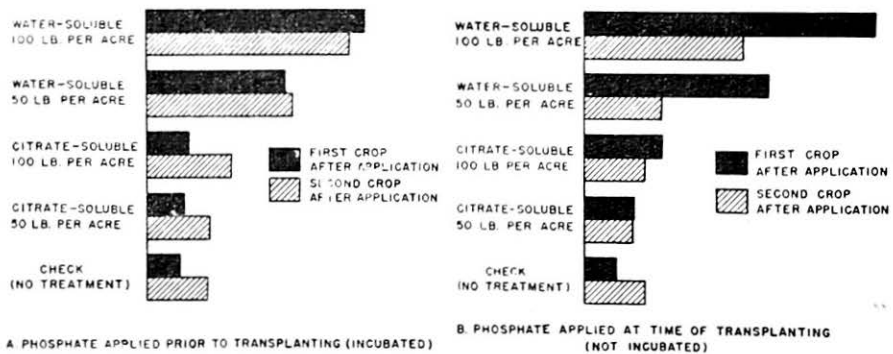 WATER-SOLUBLE
100 LB. PER ACRE
WATER-SOLUBLE
50 LB. PER ACRE
CITRATE-SOLUBLE
100 LB. PER ACRE
CITRATE-SOLUBLE
50 LB. PER ACRE
CHECK
(NO TREATMENT)
FIRST CROP
AFTER APPLICATION
SECOND CROP
AFTER APPLICATION
A. PHOSPHATE APPLIED PRIOR TO TRANSPLANTING (INCUBATED)
WATER-SOLUBLE
100 LB. PER ACRE
WATER-SOLUBLE
50 LB. PER ACRE
CITRATE-SOLUBLE
100 LB. PER ACRE
CITRATE-SOLUBLE
50 LB. PER ACRE
CHECK
(NO TREATMENT)
FIRST CROP
AFTER APPLICATION
SECOND CROP
AFTER APPLICATION
B. PHOSPHATE APPLIED AT TIME OF TRANSPLANTING
(NOT INCUBATED)